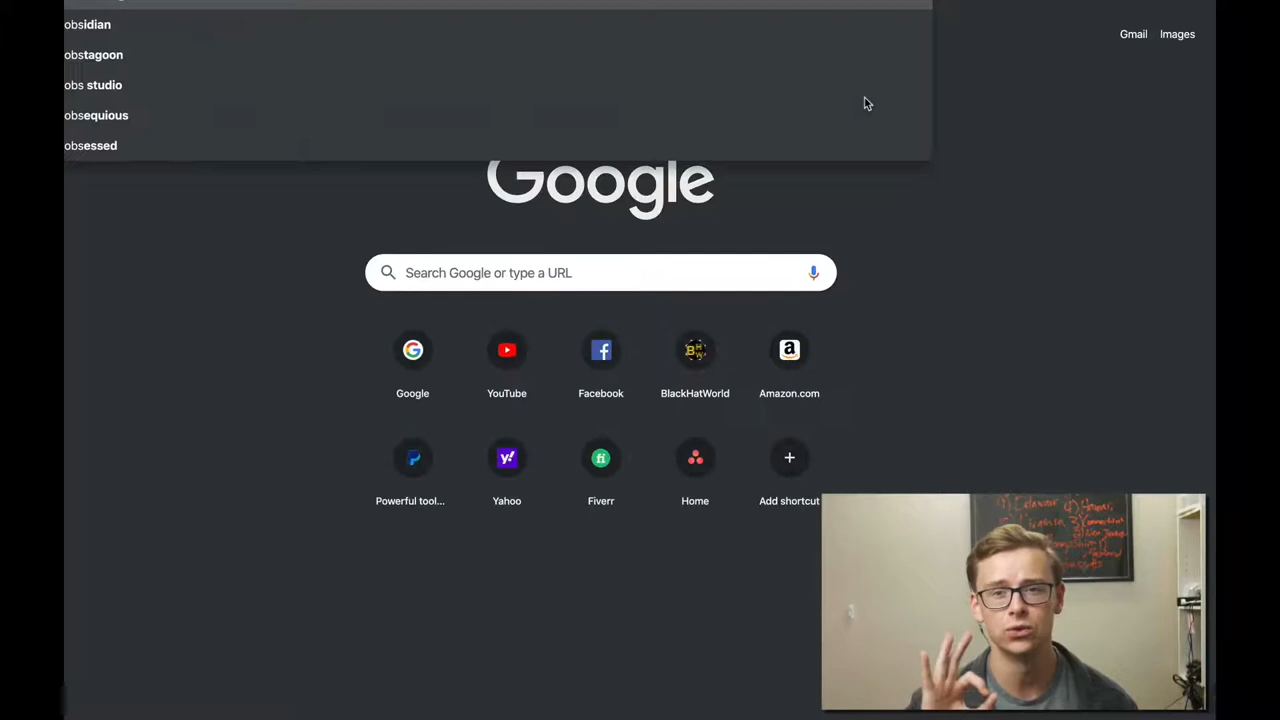 obsidian
obstagoon
obs studio
obsequious
obsessed
Gmail Images
Google
Search Google or type a URL
Google YouTube Facebook BlackHatWorld Amazon.com
Powerful tool... Yahoo Fiverr Home Add shortcut